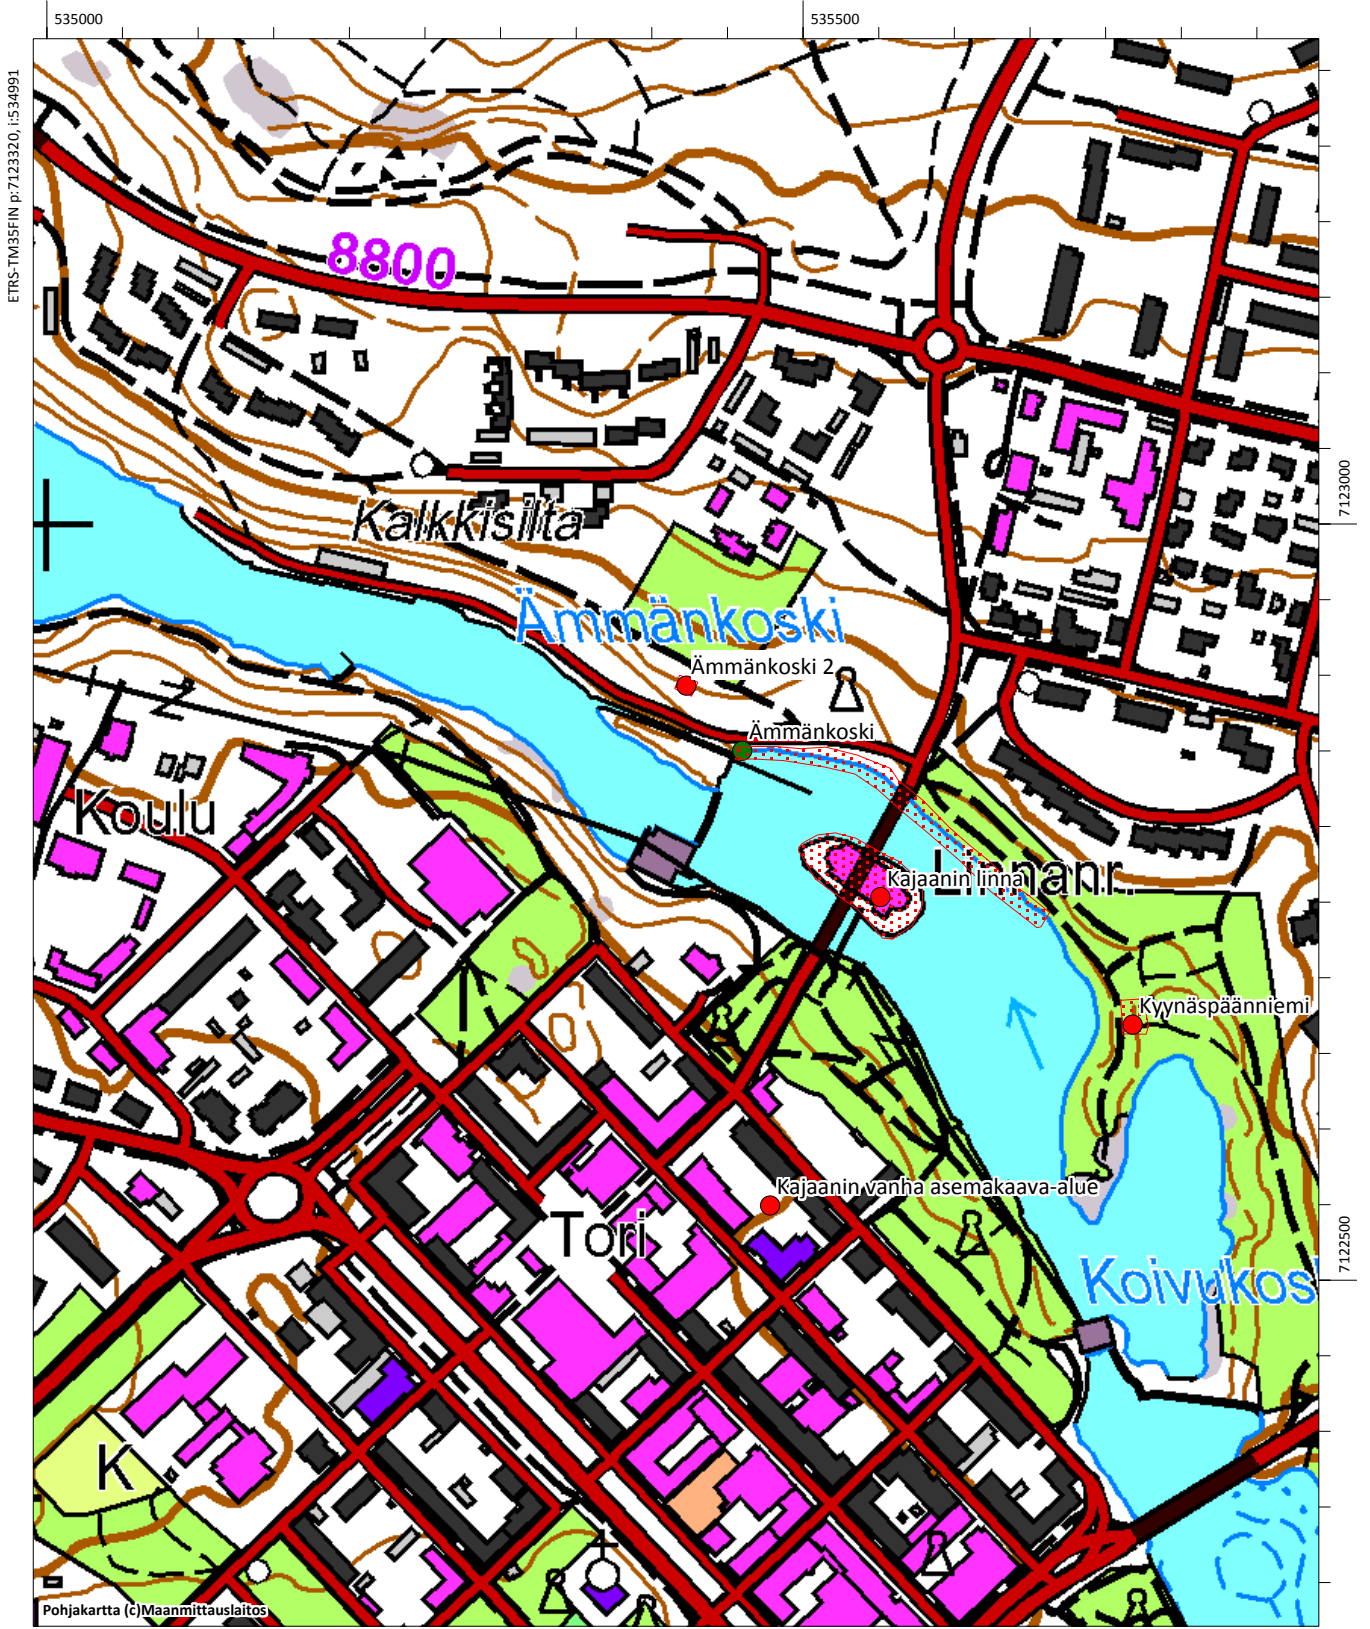 535000
535500
ETRS-TM35FIN p:7123320, i:534991
8800
7123000
Kalkkisilta
Ämmänkoski
Ämmänkoski 2
Ämmänkoski
Koulu
Linnanr.
Kajaanin linna
Kyynäspäänniemi
Kajaanin vanha asemakaava-alue
Tori
7122500
Koivukos
K
Pohjakartta (c)Maanmittauslaitos